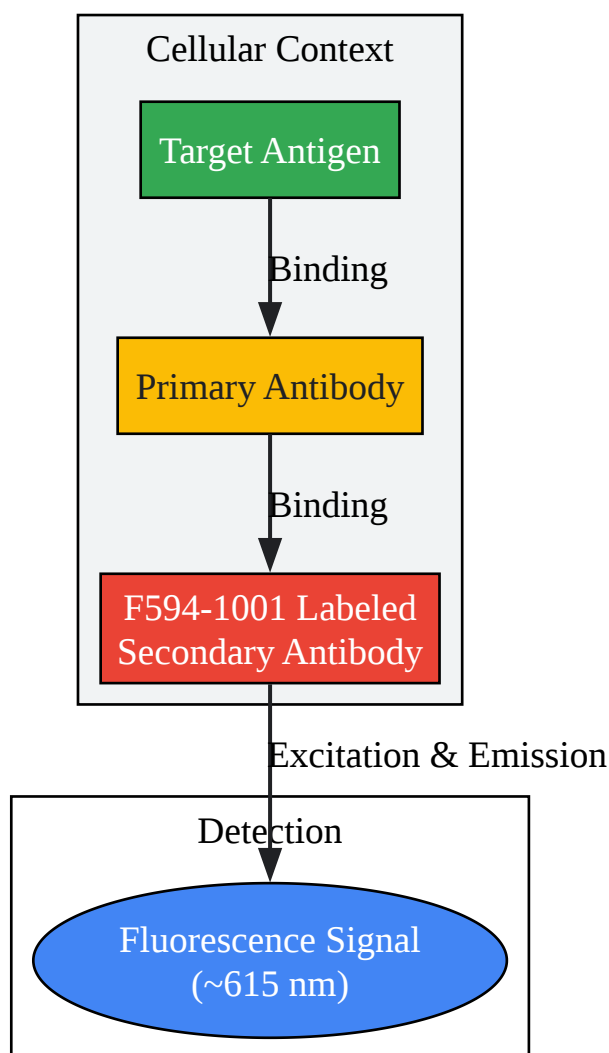 Cellular Context
Target Antigen
Binding
Primary Antibody
Binding
F594-1001 Labeled
Secondary Antibody
Excitation & Emission
Detection
Fluorescence Signal
(~615 nm)